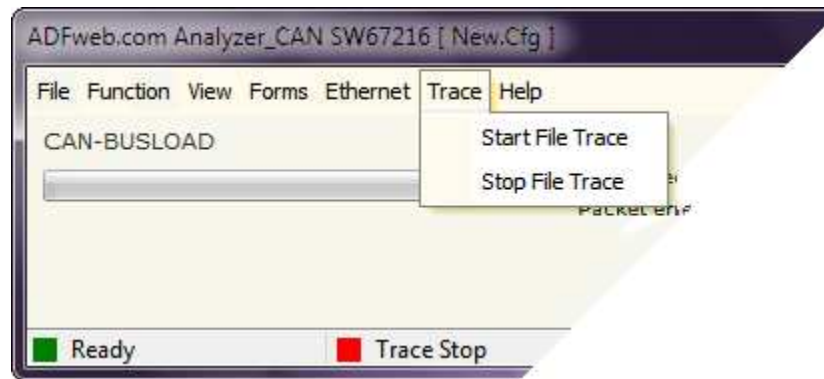 ADFweb.com Analyzer_CAN SW67216 [ New.Cfg ]
File Function View Forms Ethernet Trace Help
CAN-BUSLOAD
Start File Trace
Stop File Trace
Packet
Ready
Trace Stop